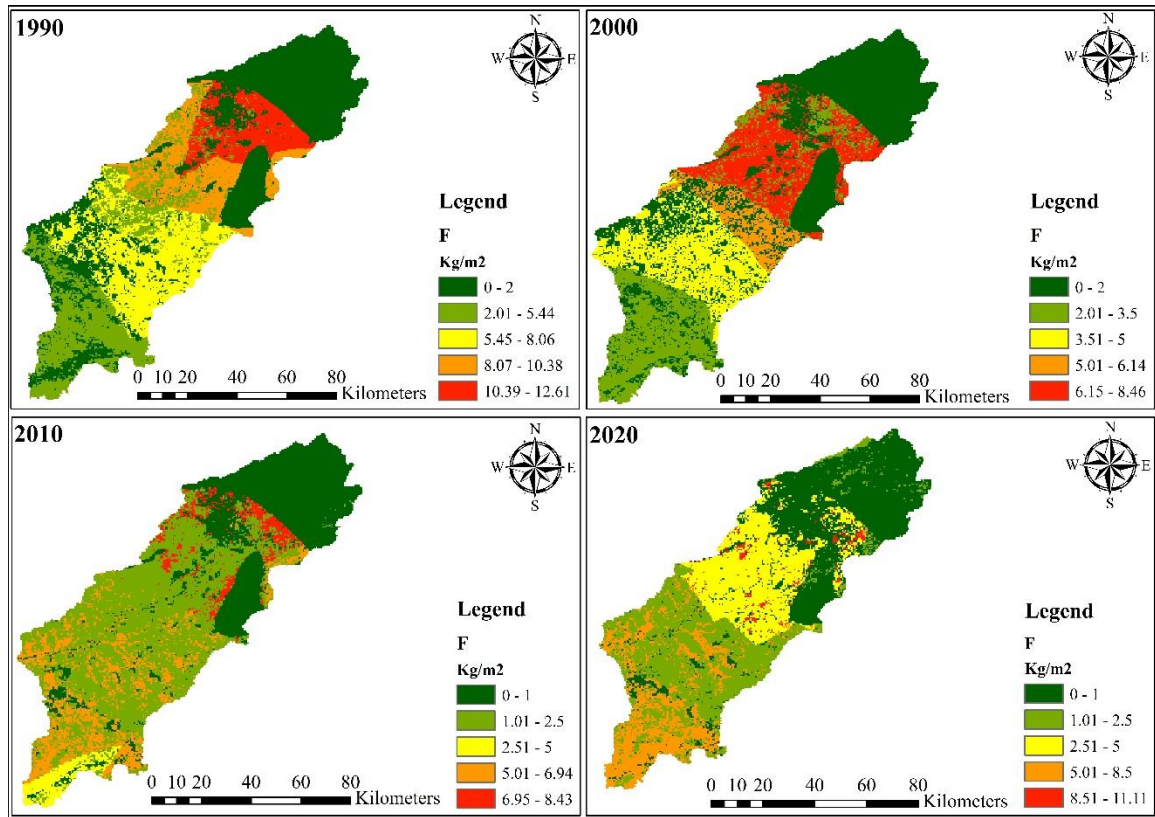 1990
N
W E
S
Legend
F
Kg/m2
0 - 2
2.01 - 5.44
5.45 - 8.06
8.07 - 10.38
10.39 - 12.61
0 10 20 40 60 80
Kilometers
2000
N
W E
S
Legend
F
Kg/m2
0 - 2
2.01 - 3.5
3.51 - 5
5.01 - 6.14
6.15 - 8.46
0 10 20 40 60 80
Kilometers
2010
N
W E
S
Legend
F
Kg/m2
0 - 1
1.01 - 2.5
2.51 - 5
5.01 - 6.94
6.95 - 8.43
0 10 20 40 60 80
Kilometers
2020
N
W E
S
Legend
F
Kg/m2
0 - 1
1.01 - 2.5
2.51 - 5
5.01 - 8.5
8.51 - 11.11
0 10 20 40 60 80
Kilometers